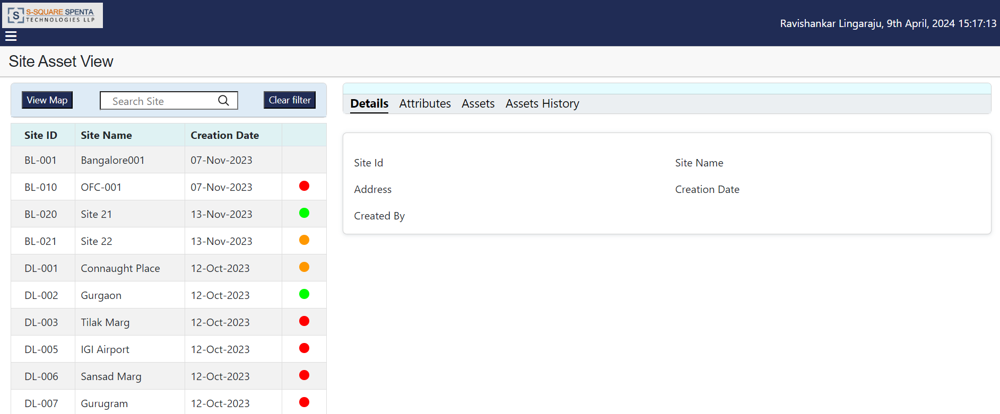 S S-SQUARE SPENTA
TECHNOLOGIES LLP
Ravishankar Lingaraju, 9th April, 2024 15:17:13
Site Asset View
View Map Search Site Clear filter
Details Attributes Assets Assets History
Site ID Site Name Creation Date
BL-001 Bangalore001 07-Nov-2023
BL-010 OFC-001 07-Nov-2023
BL-020 Site 21 13-Nov-2023
BL-021 Site 22 13-Nov-2023
DL-001 Connaught Place 12-Oct-2023
DL-002 Gurgaon 12-Oct-2023
DL-003 Tilak Marg 12-Oct-2023
DL-005 IGI Airport 12-Oct-2023
DL-006 Sansad Marg 12-Oct-2023
DL-007 Gurugram 12-Oct-2023
Site Id Site Name
Address Creation Date
Created By